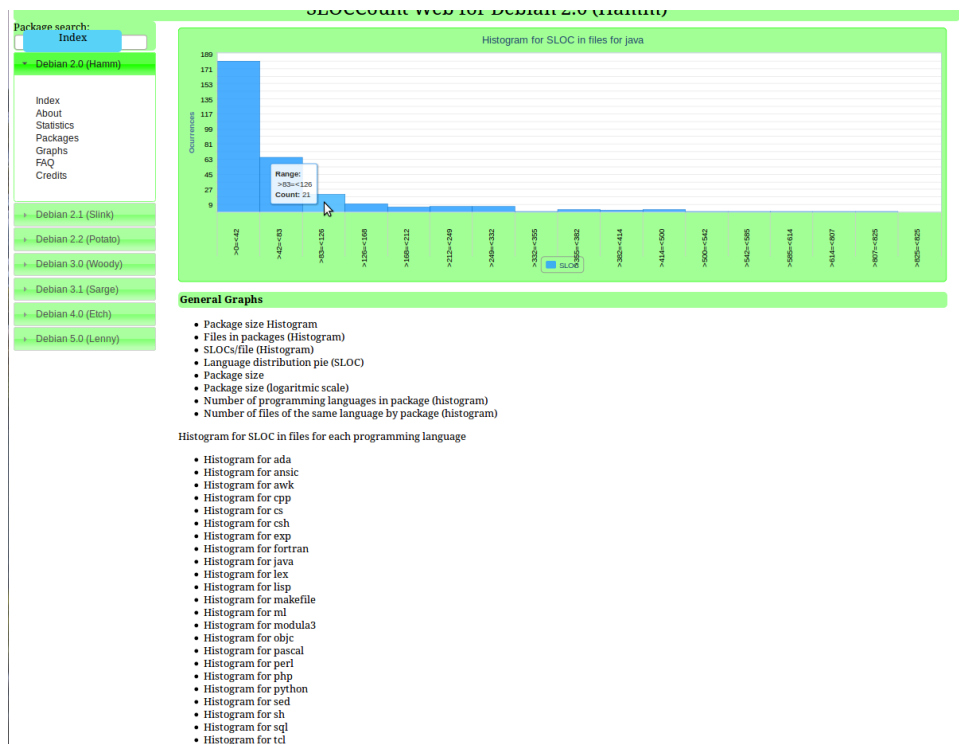 SLOCCount Web for Debian 2.0 (Hamm)
Package search:
Index
Debian 2.0 (Hamm)
Index
About
Statistics
Packages
Graphs
FAQ
Credits
Debian 2.1 (Slink)
Debian 2.2 (Potato)
Debian 3.0 (Woody)
Debian 3.1 (Sarge)
Debian 4.0 (Etch)
Debian 5.0 (Lenny)
Histogram for SLOC in files for java
Ocurrences
189
171
153
135
117
99
81
63
45
27
9
Range:
>83=<126
Count: 21
>0=<42
>42=<83
>83=<126
>126=<168
>168=<212
>212=<249
>249=<332
>332=<355
>355=<382
>382=<414
>414=<500
>500=<542
>542=<585
>585=<614
>614=<807
>807=<825
>825=<825
SLOC
General Graphs
Package size Histogram
Files in packages (Histogram)
SLOCs/file (Histogram)
Language distribution pie (SLOC)
Package size
Package size (logaritmic scale)
Number of programming languages in package (histogram)
Number of files of the same language by package (histogram)
Histogram for SLOC in files for each programming language
Histogram for ada
Histogram for ansic
Histogram for awk
Histogram for cpp
Histogram for cs
Histogram for csh
Histogram for exp
Histogram for fortran
Histogram for java
Histogram for lex
Histogram for lisp
Histogram for makefile
Histogram for ml
Histogram for modula3
Histogram for objc
Histogram for pascal
Histogram for perl
Histogram for php
Histogram for python
Histogram for sed
Histogram for sh
Histogram for sql
Histogram for tcl